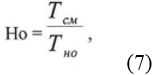 Но = Tсм / Tно ,
(7)